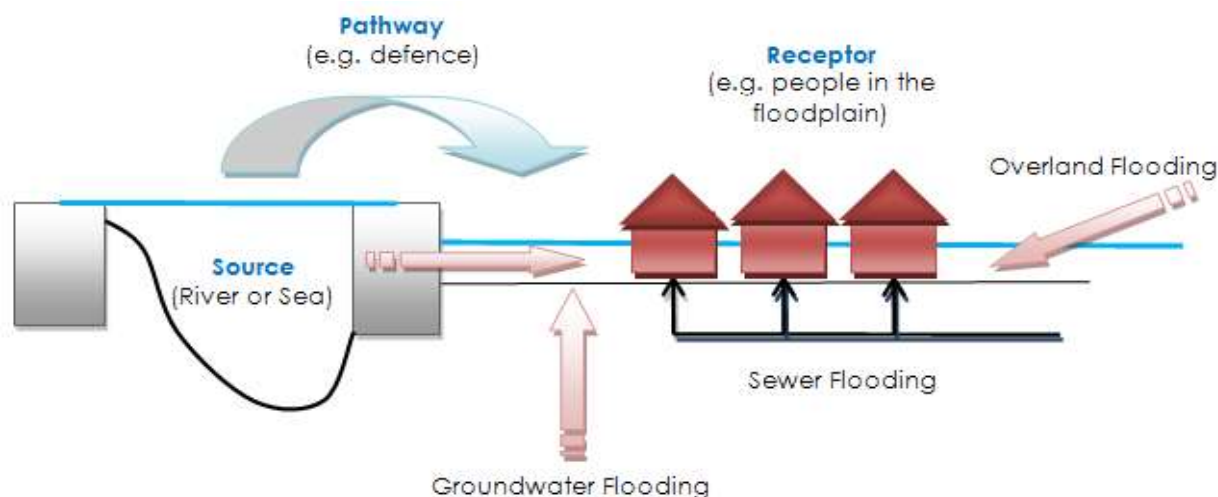 Pathway
(e.g. defence)
Receptor
(e.g. people in the
floodplain)
Overland Flooding
Source
(River or Sea)
Sewer Flooding
Groundwater Flooding